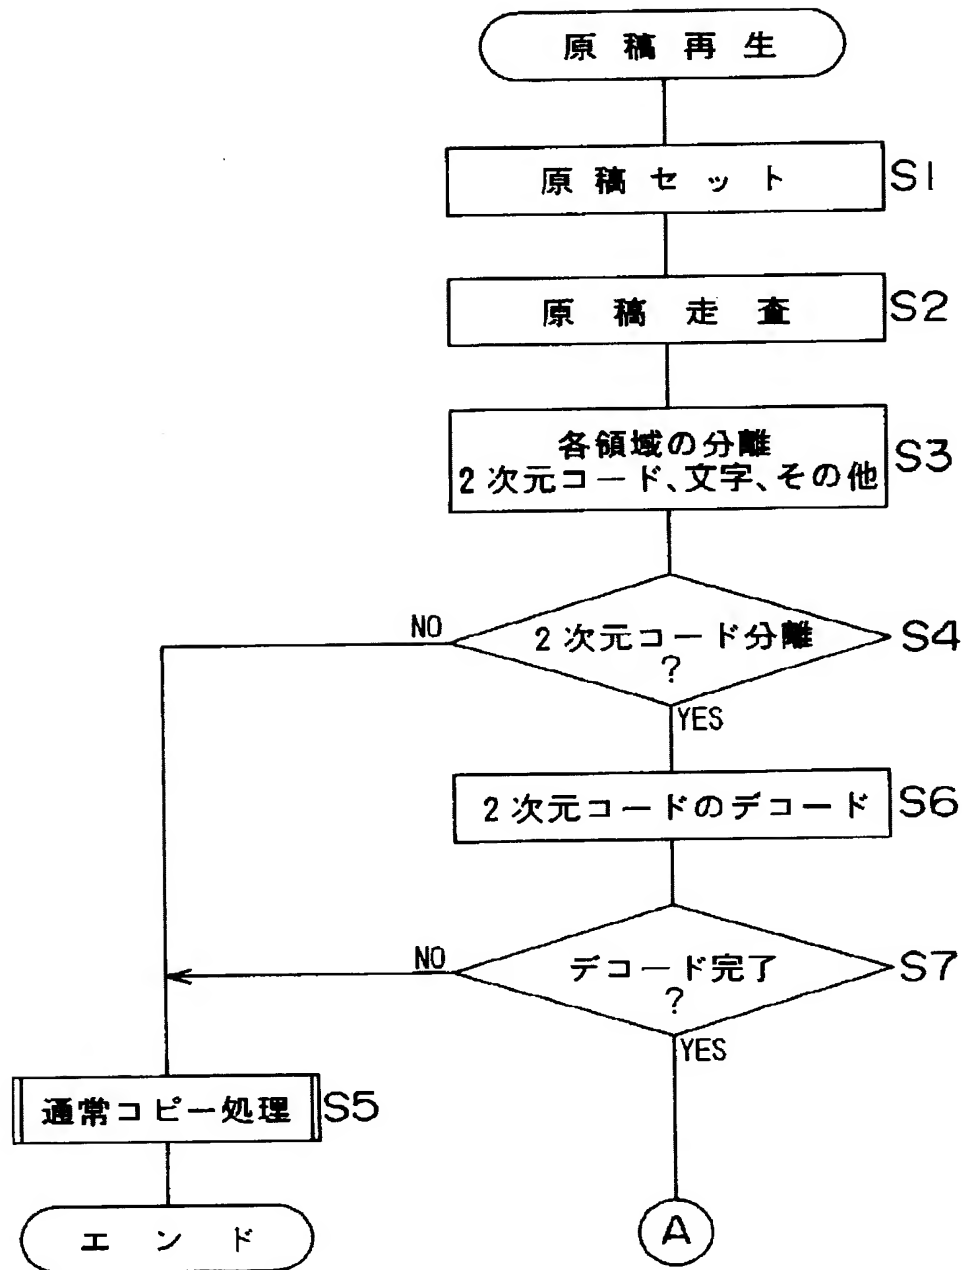 原稿再生
原稿セット
S1
原稿走査
S2
各領域の分離
2次元コード、文字、その他
S3
2次元コード分離
?
S4
NO
YES
2次元コードのデコード
S6
デコード完了
?
S7
NO
YES
通常コピー処理
S5
エンド
A